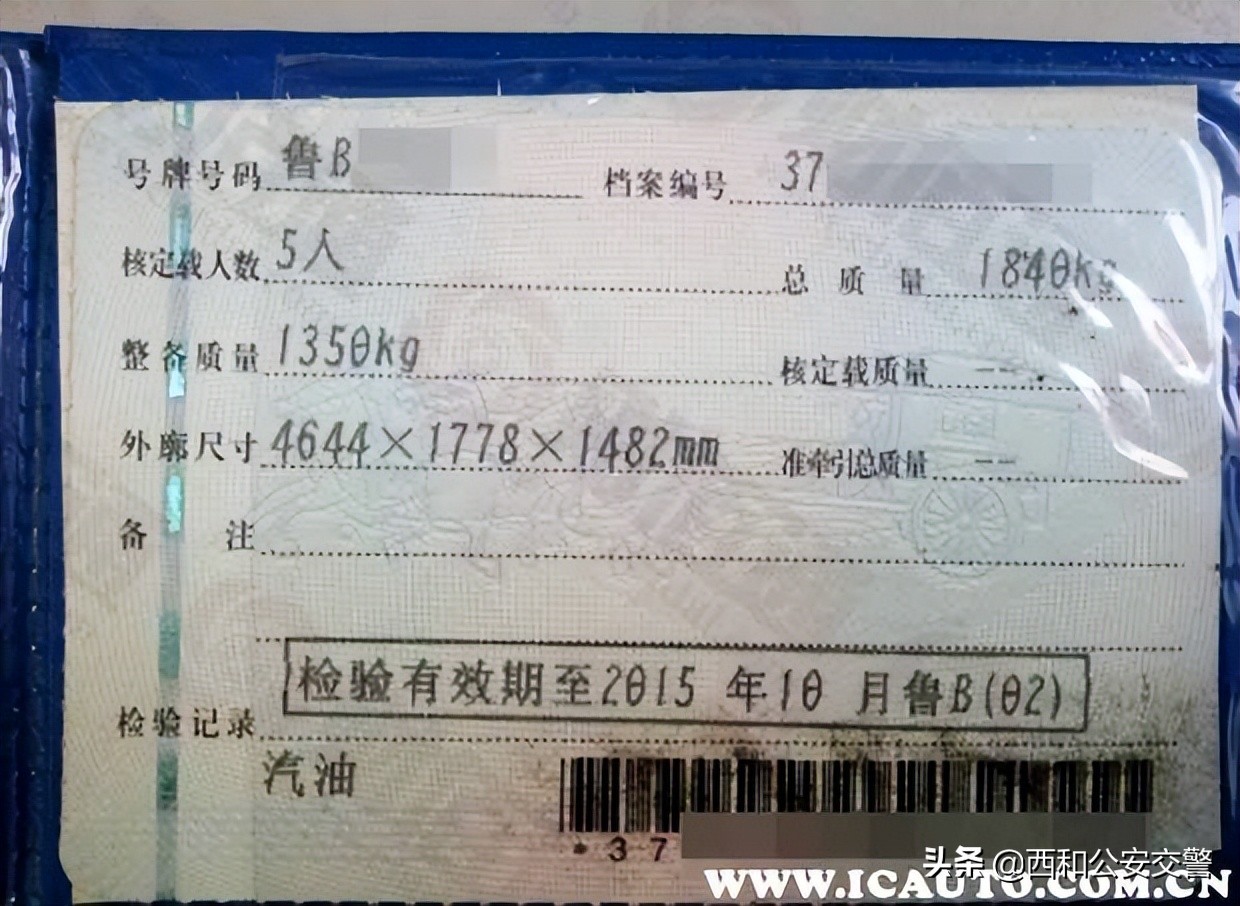 号牌号码 鲁B 档案编号 37
核定载人数 5人 总质量 1840kg
整备质量 1350kg 核定载质量 --
外廓尺寸 4644×1778×1482mm 准牵引总质量 --
备注
检验有效期至2015 年10 月鲁B(02)
检验记录
汽油
*37
头条 @西和公安交警
WWW.ICAUTO.COM.CN